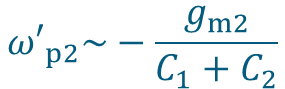 ω′p2~ − gm2 / (C1 + C2)